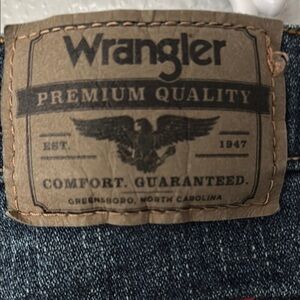 Wrangler
PREMIUM QUALITY
EST. 1947
COMFORT. GUARANTEED.
GREENSBORO, NORTH CAROLINA